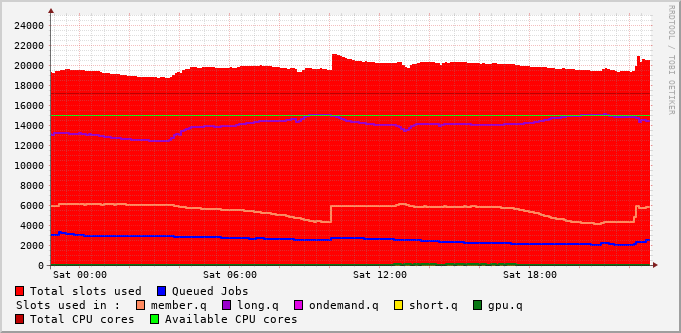 24000
22000
20000
18000
16000
14000
12000
10000
8000
6000
4000
2000
0
Sat 00:00 Sat 06:00 Sat 12:00 Sat 18:00
Total slots used Queued Jobs
Slots used in : member.q long.q ondemand.q short.q gpu.q
Total CPU cores Available CPU cores
RRDTOOL / TOBI OETIKER